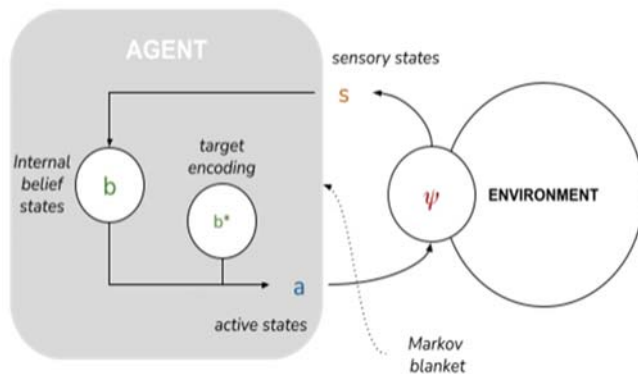 AGENT
sensory states
s
target
encoding
Internal
belief
states
b
b*
ψ
ENVIRONMENT
a
active states
Markov
blanket